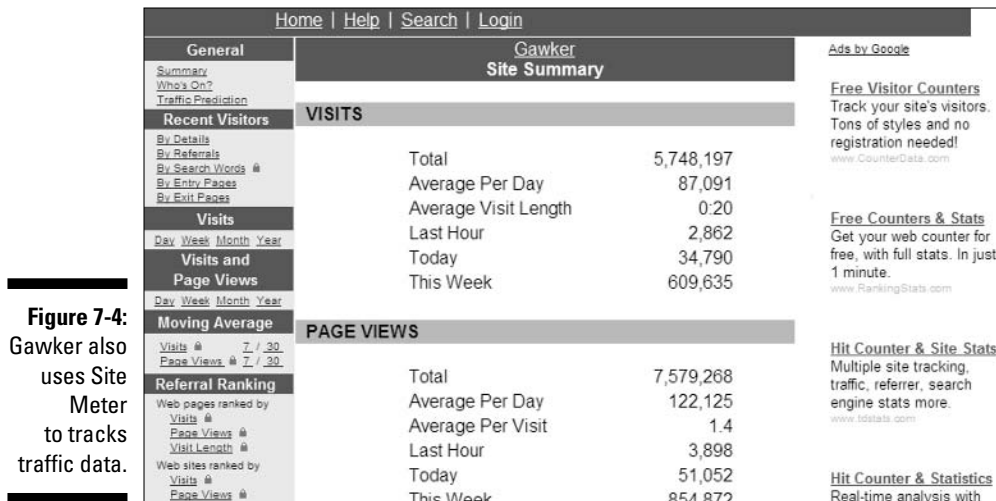 Home | Help | Search | Login
General
Summary
Who's On?
Traffic Prediction
Recent Visitors
By Details
By Referrals
By Search Words
By Entry Pages
By Exit Pages
Visits
Day Week Month Year
Visits and
Page Views
Day Week Month Year
Moving Average
Visits 7 / 30
Page Views 7 / 30
Referral Ranking
Web pages ranked by
Visits
Page Views
Visit Length
Web sites ranked by
Visits
Page Views
Gawker
Site Summary
VISITS
Total 5,748,197
Average Per Day 87,091
Average Visit Length 0:20
Last Hour 2,862
Today 34,790
This Week 609,635
PAGE VIEWS
Total 7,579,268
Average Per Day 122,125
Average Per Visit 1.4
Last Hour 3,898
Today 51,052
This Week 854,872
Ads by Google
Free Visitor Counters
Track your site's visitors.
Tons of styles and no
registration needed!
www.CounterData.com
Free Counters & Stats
Get your web counter for
free, with full stats. In just
1 minute.
www.RankingStats.com
Hit Counter & Site Stats
Multiple site tracking,
traffic, referrer, search
engine stats more.
www.tdstats.com
Hit Counter & Statistics
Real-time analysis with
Figure 7-4:
Gawker also
uses Site
Meter
to tracks
traffic data.